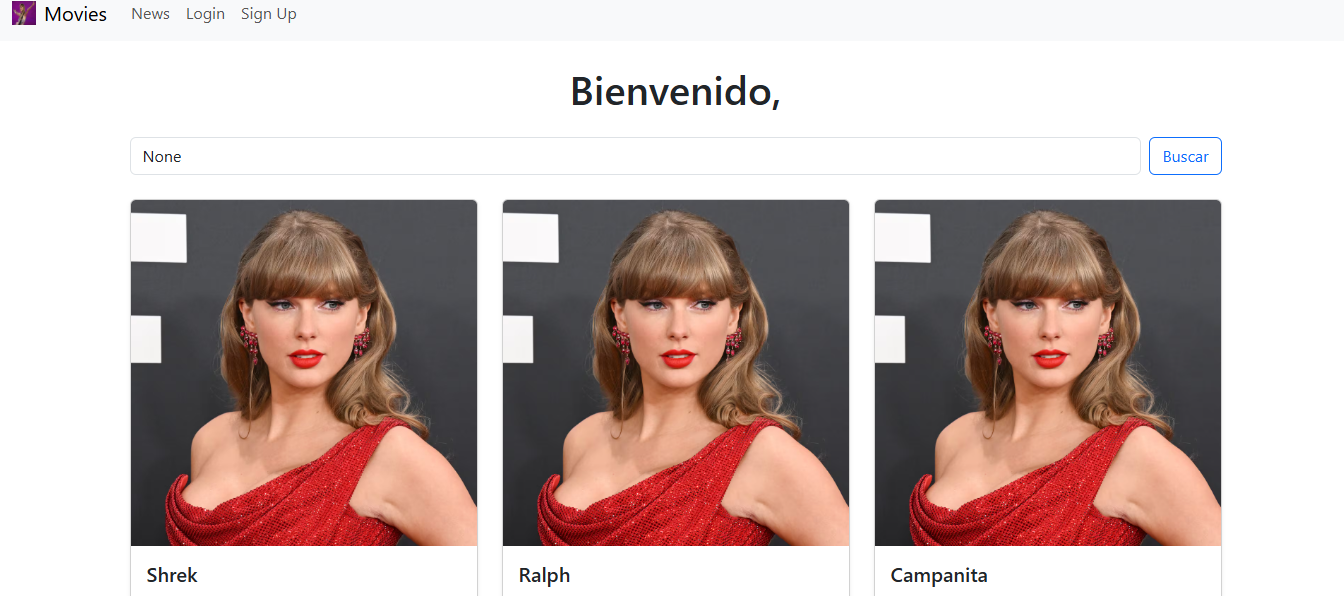 Movies News Login Sign Up
Bienvenido,
None Buscar
Shrek Ralph Campanita